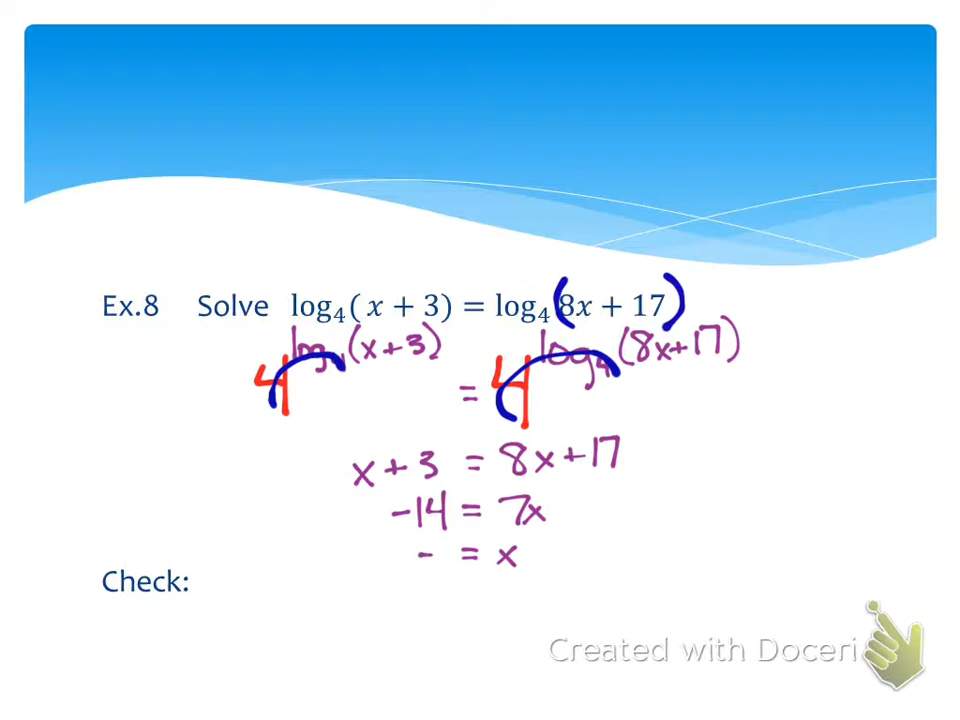 Ex.8 Solve log₄( x + 3) = log₄(8x + 17)
4^log₄(x+3) = 4^log₄(8x+17)
x+3 = 8x+17
-14 = 7x
- = x
Check:
Created with Doceri